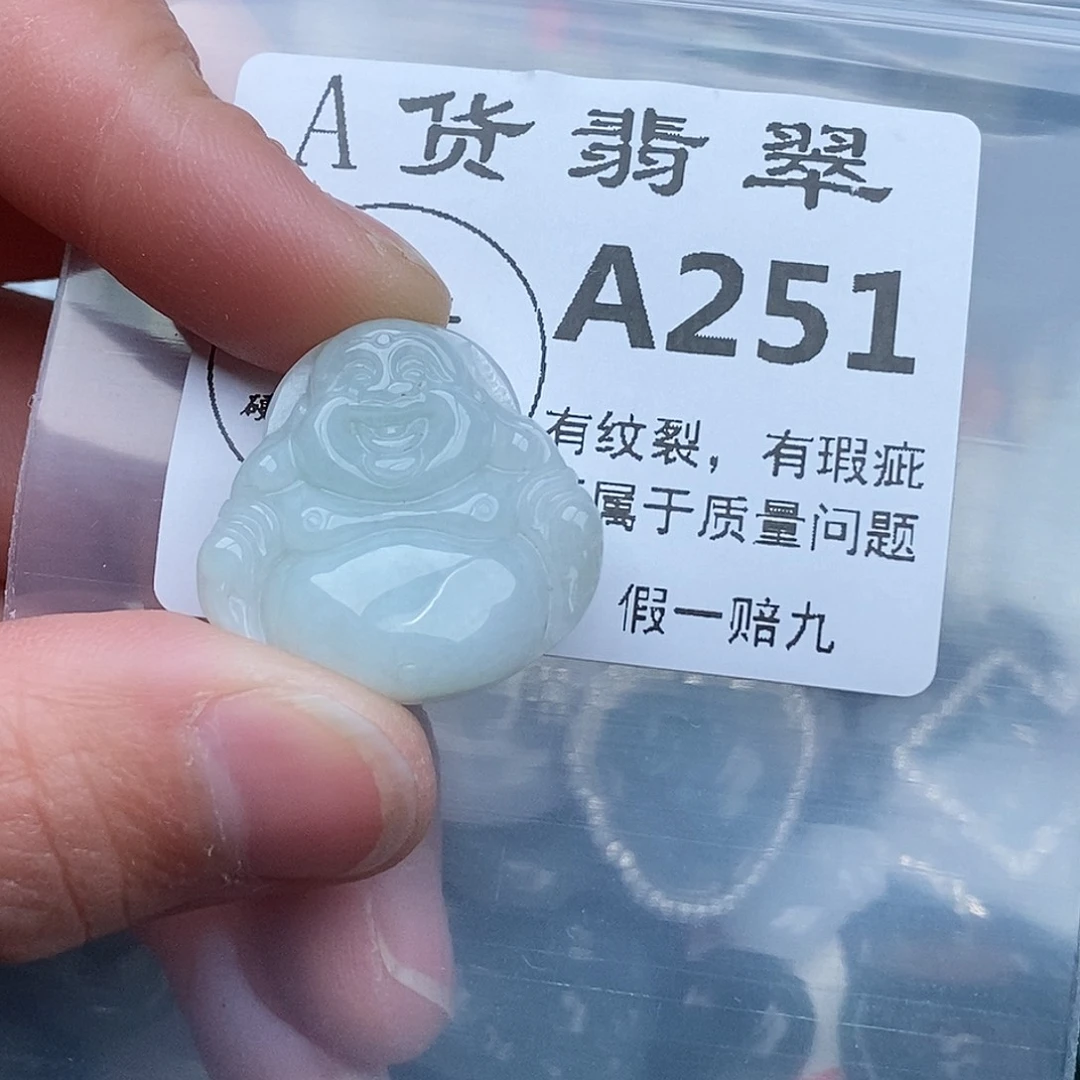 A货翡翠
A251
硬
有纹裂，有瑕疵
属于质量问题
假一赔九